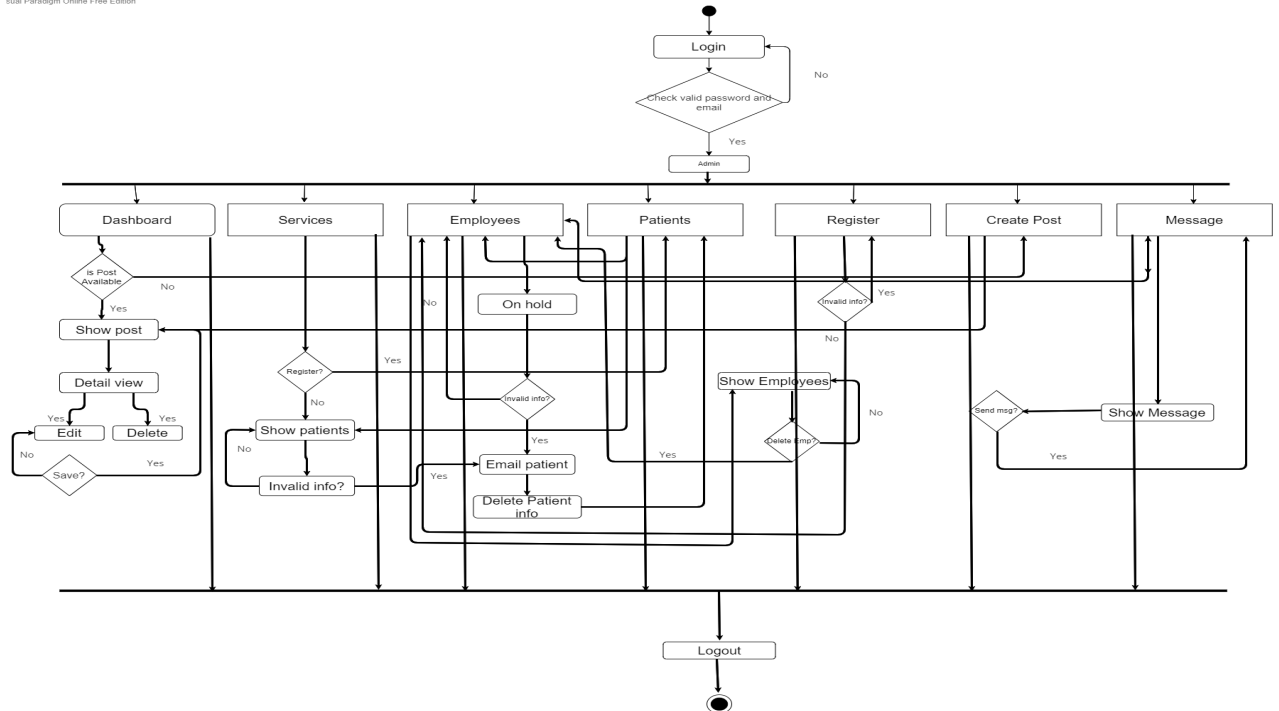 sual Paradigm Online Free Edition
Login
No
Check valid password and
email
Yes
Admin
Dashboard
Services
Employees
Patients
Register
Create Post
Message
is Post
Available
No
Yes
Show post
Detail view
Yes
Yes
Edit
Delete
No
Save?
Yes
Register?
Yes
No
Show patients
No
Invalid info?
Yes
No
On hold
Invalid info?
Yes
Email patient
Delete Patient
info
Invalid info?
Yes
No
Show Employees
No
Delete Emp?
Yes
Send msg?
Show Message
Yes
Logout